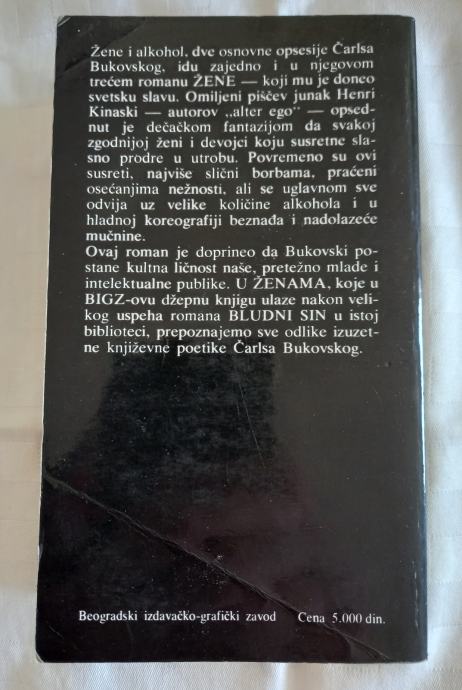 Žene i alkohol, dve osnovne opsesije Čarlsa
Bukovskog, idu zajedno i u njegovom
trećem romanu ŽENE — koji mu je doneo
svetsku slavu. Omiljeni piščev junak Henri
Kinaski — autorov „alter ego“ — opsed-
nut je dečačkom fantazijom da svakoj
zgodnijoj ženi i devojci koju susretne sla-
sno prodre u utrobu. Povremeno su ovi
susreti, najviše slični borbama, praćeni
osećanjima nežnosti, ali se uglavnom sve
odvija uz velike količine alkohola i u
hladnoj koreografiji beznađa i nadolazeće
mučnine.
Ovaj roman je doprineo da Bukovski po-
stane kultna ličnost naše, pretežno mlade i
intelektualne publike. U ŽENAMA, koje u
BIGZ-ovu džepnu knjigu ulaze nakon veli-
kog uspeha romana BLUDNI SIN u istoj
biblioteci, prepoznajemo sve odlike izuzet-
ne književne poetike Čarlsa Bukovskog.
Beogradski izdavačko-grafički zavod Cena 5.000 din.